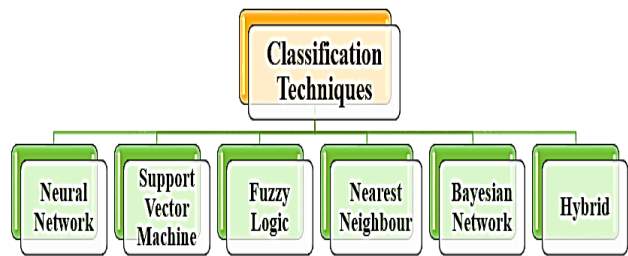 Classification
Techniques
Neural
Network
Support
Vector
Machine
Fuzzy
Logic
Nearest
Neighbour
Bayesian
Network
Hybrid